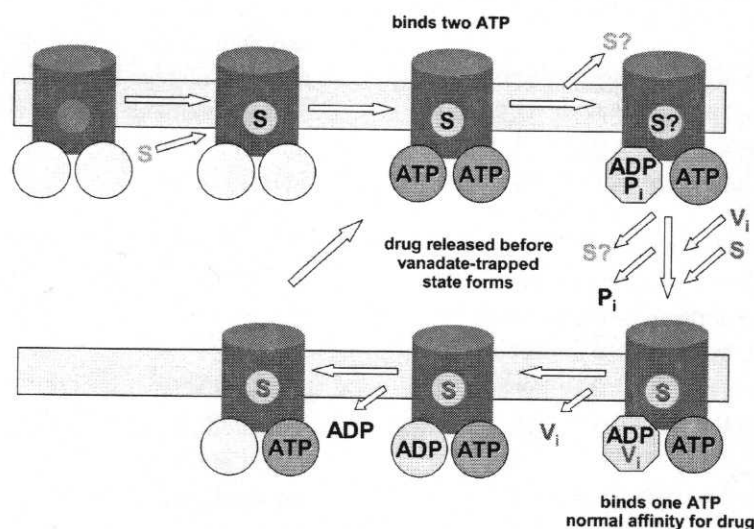 binds two ATP
S?
S
S
S
S?
ATP ATP
ADP
Pi
ATP
drug released before
vanadate-trapped
state forms
S?
Vi
S
Pi
S
S
S
ATP
ADP
ADP
ATP
Vi
ADP
Vi
ATP
binds one ATP
normal affinity for drug